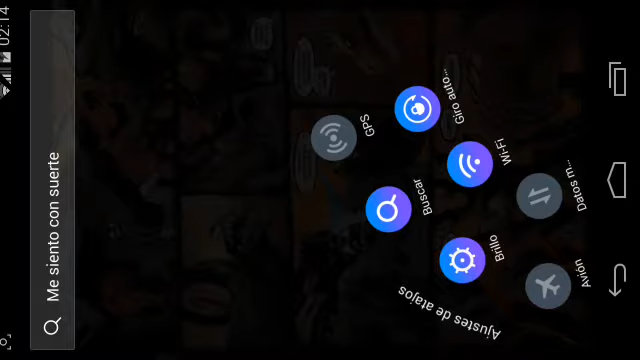 02:14
Me siento con suerte
GPS
Giro auto...
Buscar
Wi-Fi
Datos m...
Brillo
Avión
Ajustes de atajos